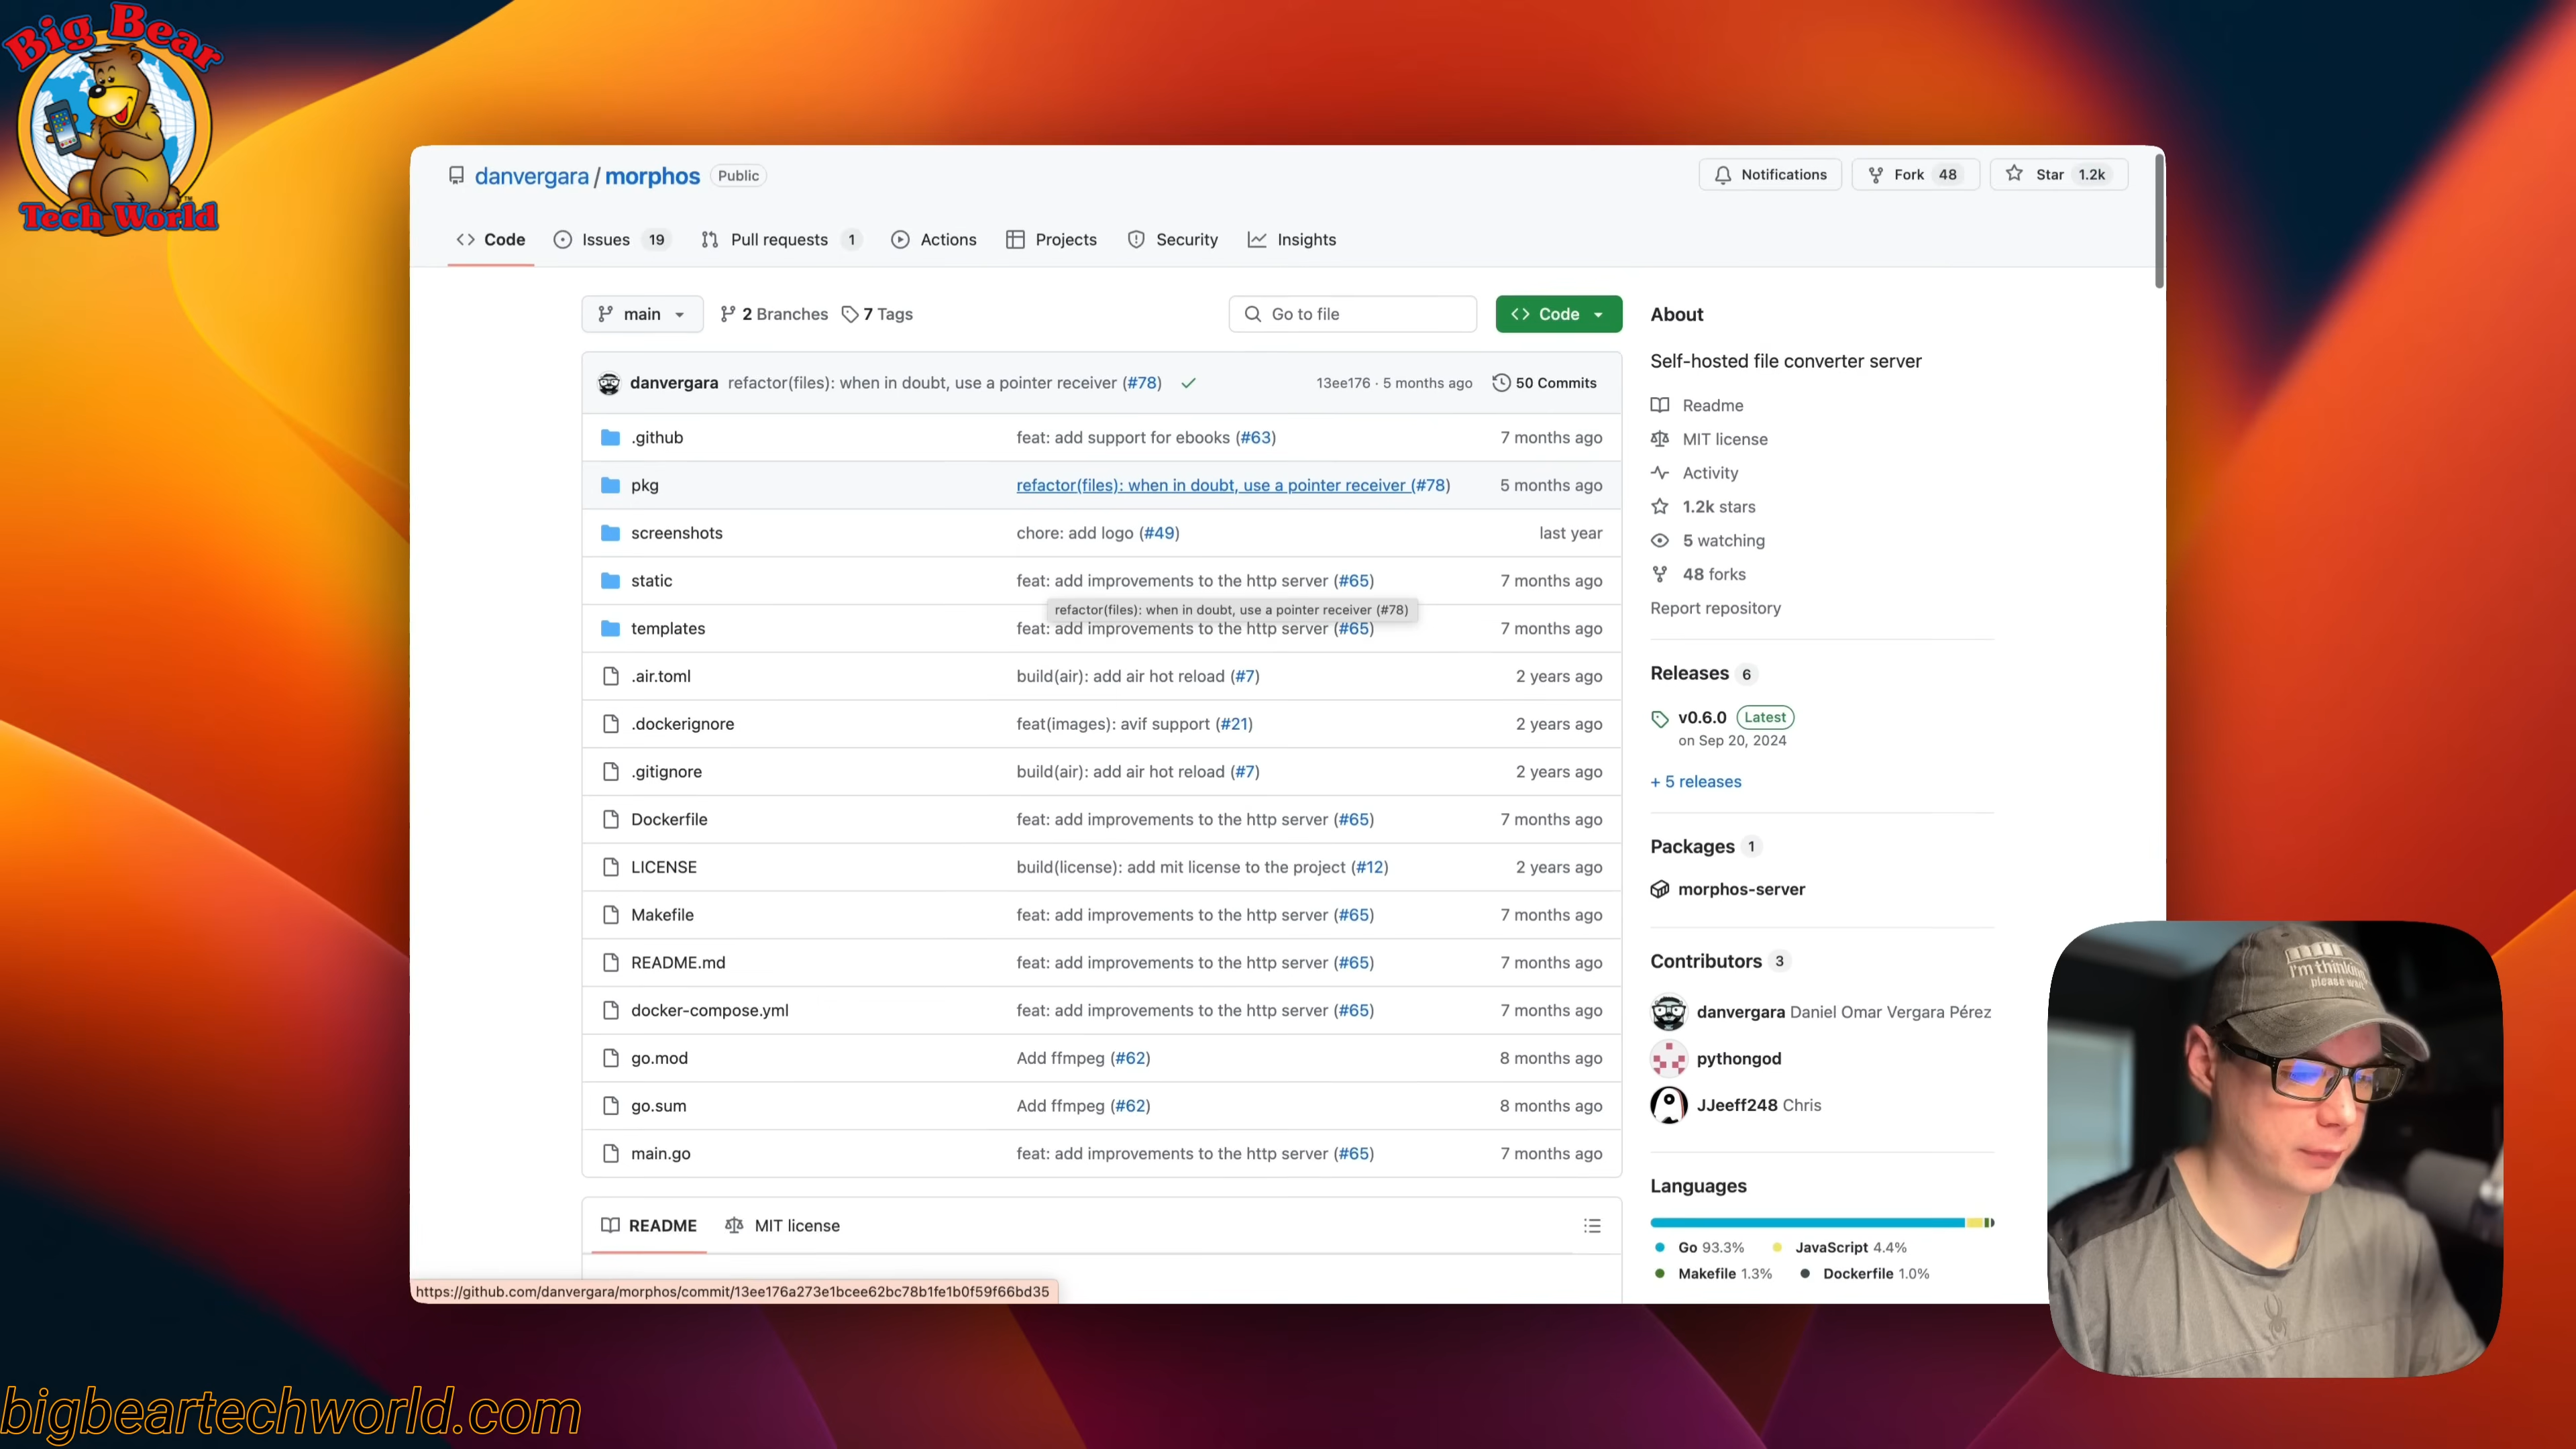 Big Bear
Tech World
danvergara / morphos Public
Notifications Fork 48 Star 1.2k
Code Issues 19 Pull requests 1 Actions Projects Security Insights
main 2 Branches 7 Tags Go to file Code
danvergara refactor(files): when in doubt, use a pointer receiver (#78) 13ee176 · 5 months ago 50 Commits
.github feat: add support for ebooks (#63) 7 months ago
pkg refactor(files): when in doubt, use a pointer receiver (#78) 5 months ago
screenshots chore: add logo (#49) last year
static feat: add improvements to the http server (#65) 7 months ago
refactor(files): when in doubt, use a pointer receiver (#78)
templates feat: add improvements to the http server (#65) 7 months ago
.air.toml build(air): add air hot reload (#7) 2 years ago
.dockerignore feat(images): avif support (#21) 2 years ago
.gitignore build(air): add air hot reload (#7) 2 years ago
Dockerfile feat: add improvements to the http server (#65) 7 months ago
LICENSE build(license): add mit license to the project (#12) 2 years ago
Makefile feat: add improvements to the http server (#65) 7 months ago
README.md feat: add improvements to the http server (#65) 7 months ago
docker-compose.yml feat: add improvements to the http server (#65) 7 months ago
go.mod Add ffmpeg (#62) 8 months ago
go.sum Add ffmpeg (#62) 8 months ago
main.go feat: add improvements to the http server (#65) 7 months ago
README MIT license
https://github.com/danvergara/morphos/commit/13ee176a273e1bcee62bc78b1fe1b0f59f66bd35
About
Self-hosted file converter server
Readme
MIT license
Activity
1.2k stars
5 watching
48 forks
Report repository
Releases 6
v0.6.0 Latest
on Sep 20, 2024
+ 5 releases
Packages 1
morphos-server
Contributors 3
danvergara Daniel Omar Vergara Pérez
pythongod
JJeeff248 Chris
Languages
Go 93.3% JavaScript 4.4%
Makefile 1.3% Dockerfile 1.0%
I'm thinking
please wait
bigbeartechworld.com